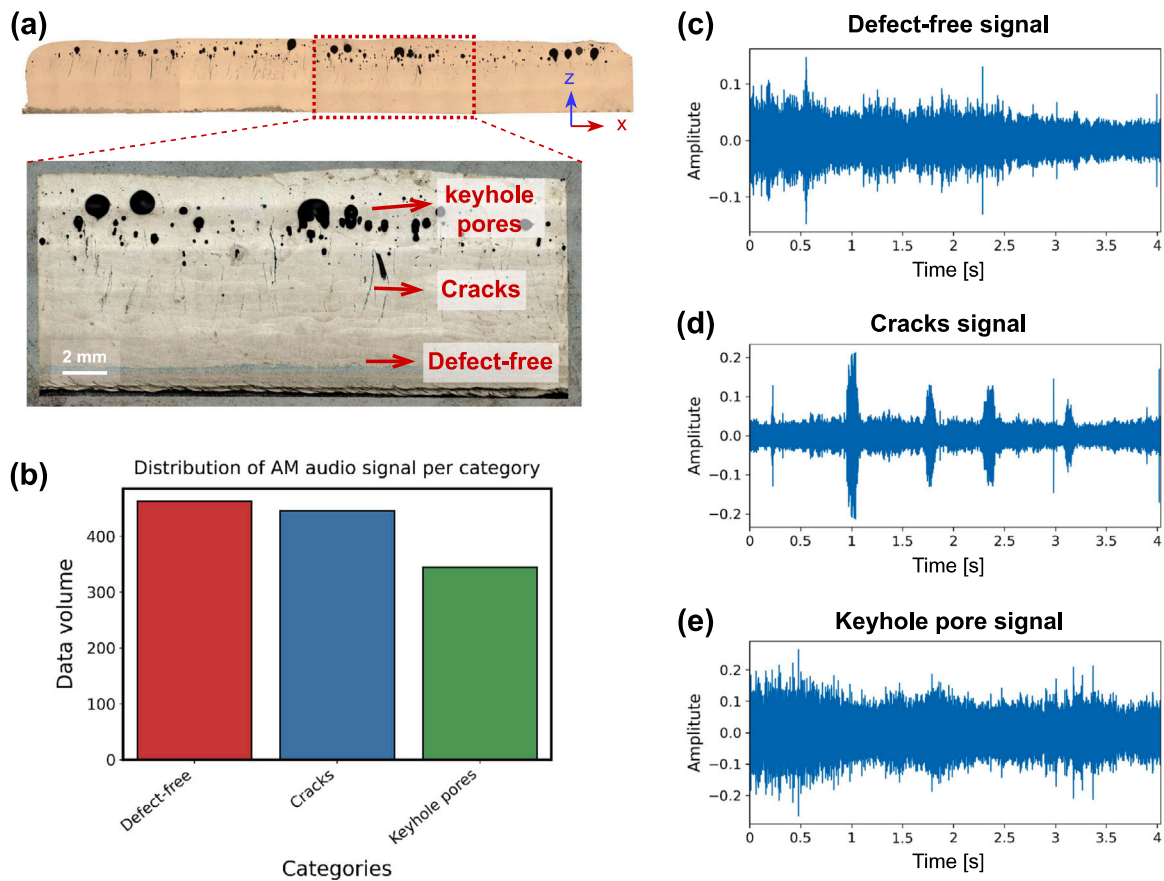 (a)
z
x
keyhole
pores
Cracks
Defect-free
2 mm
(b)
Distribution of AM audio signal per category
400
300
200
100
0
Data volume
Defect-free
Cracks
Keyhole pores
Categories
(c)
Defect-free signal
0.1
0.0
−0.1
Amplitute
0
0.5
1
1.5
2
2.5
3
3.5
4
Time [s]
(d)
Cracks signal
0.2
0.1
0.0
−0.1
−0.2
Amplitute
0
0.5
1
1.5
2
2.5
3
3.5
4
Time [s]
(e)
Keyhole pore signal
0.2
0.1
0.0
−0.1
−0.2
Amplitute
0
0.5
1
1.5
2
2.5
3
3.5
4
Time [s]